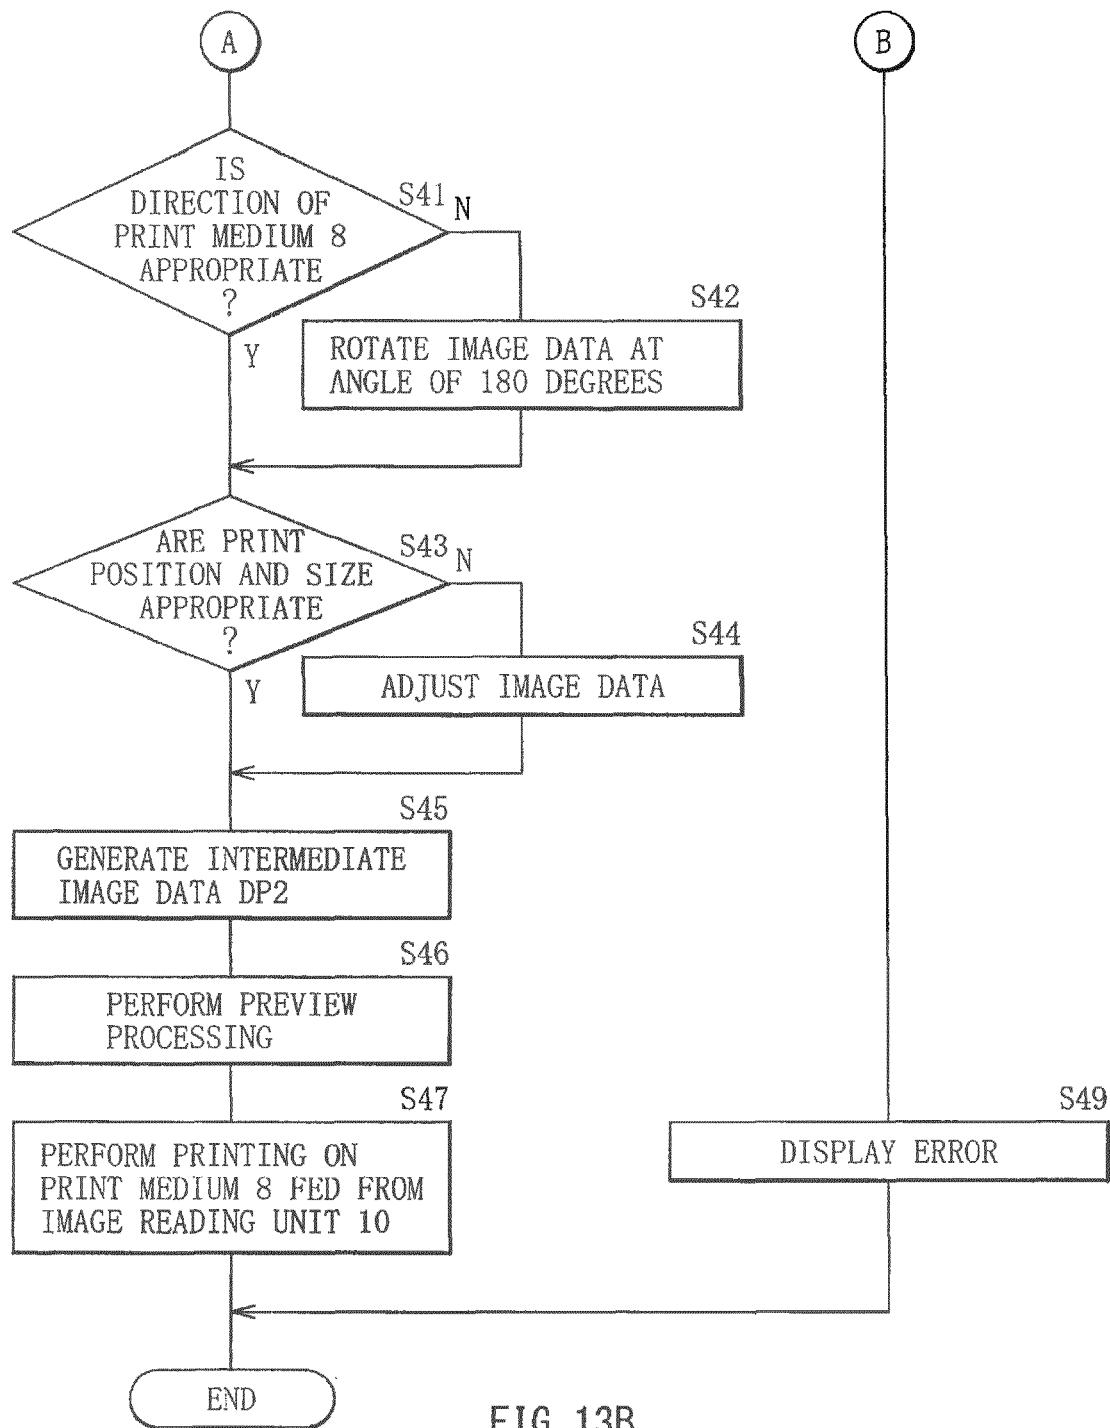 A
B
IS
DIRECTION OF
PRINT MEDIUM 8
APPROPRIATE
?
S41
N
Y
S42
ROTATE IMAGE DATA AT
ANGLE OF 180 DEGREES
ARE PRINT
POSITION AND SIZE
APPROPRIATE
?
S43
N
Y
S44
ADJUST IMAGE DATA
S45
GENERATE INTERMEDIATE
IMAGE DATA DP2
S46
PERFORM PREVIEW
PROCESSING
S47
PERFORM PRINTING ON
PRINT MEDIUM 8 FED FROM
IMAGE READING UNIT 10
S49
DISPLAY ERROR
END
FIG. 13B